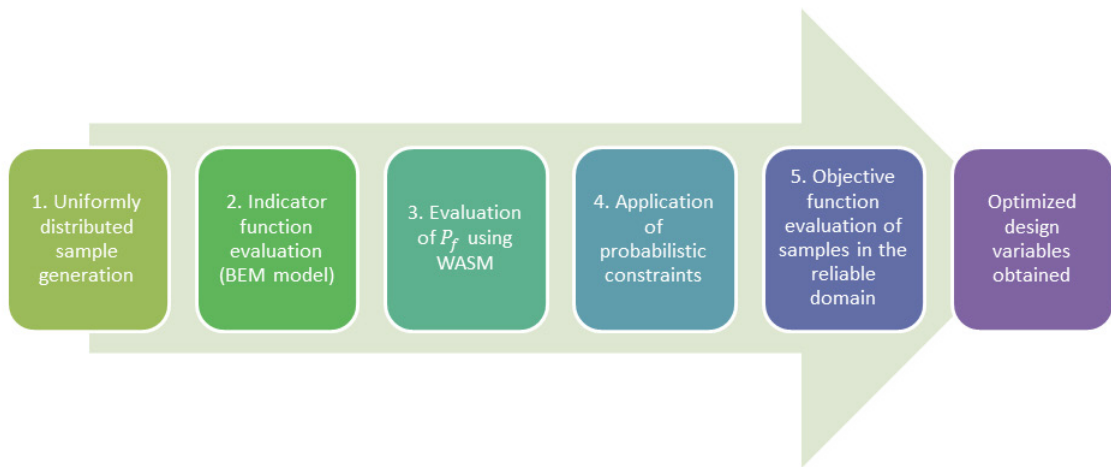 1. Uniformly
distributed
sample
generation
2. Indicator
function
evaluation
(BEM model)
3. Evaluation
of P_f using
WASM
4. Application
of
probabilistic
constraints
5. Objective
function
evaluation of
samples in the
reliable
domain
Optimized
design
variables
obtained